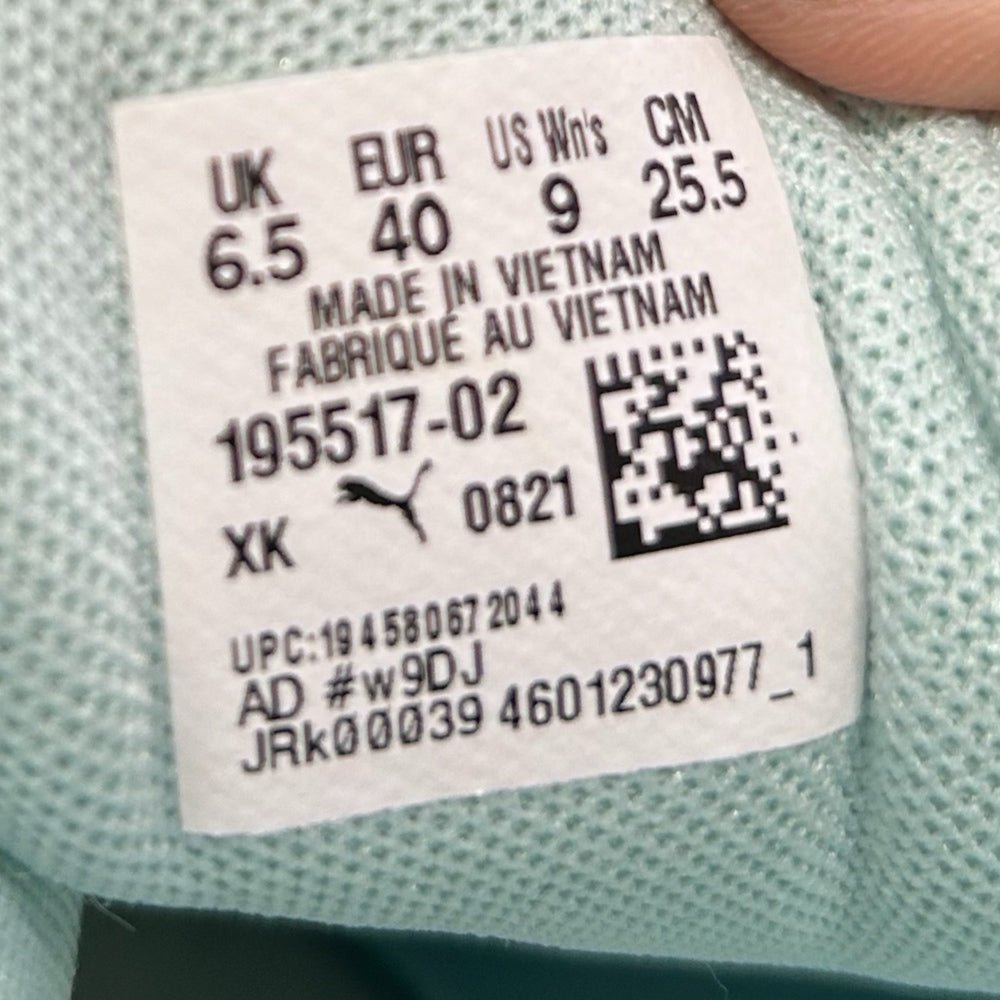 UK EUR US Wn's CM
6.5 40 9 25.5
MADE IN VIETNAM
FABRIQUÉ AU VIETNAM
195517-02
XK 0821
UPC:194580672044
AD #w9DJ
JRk00039 4601230977_1